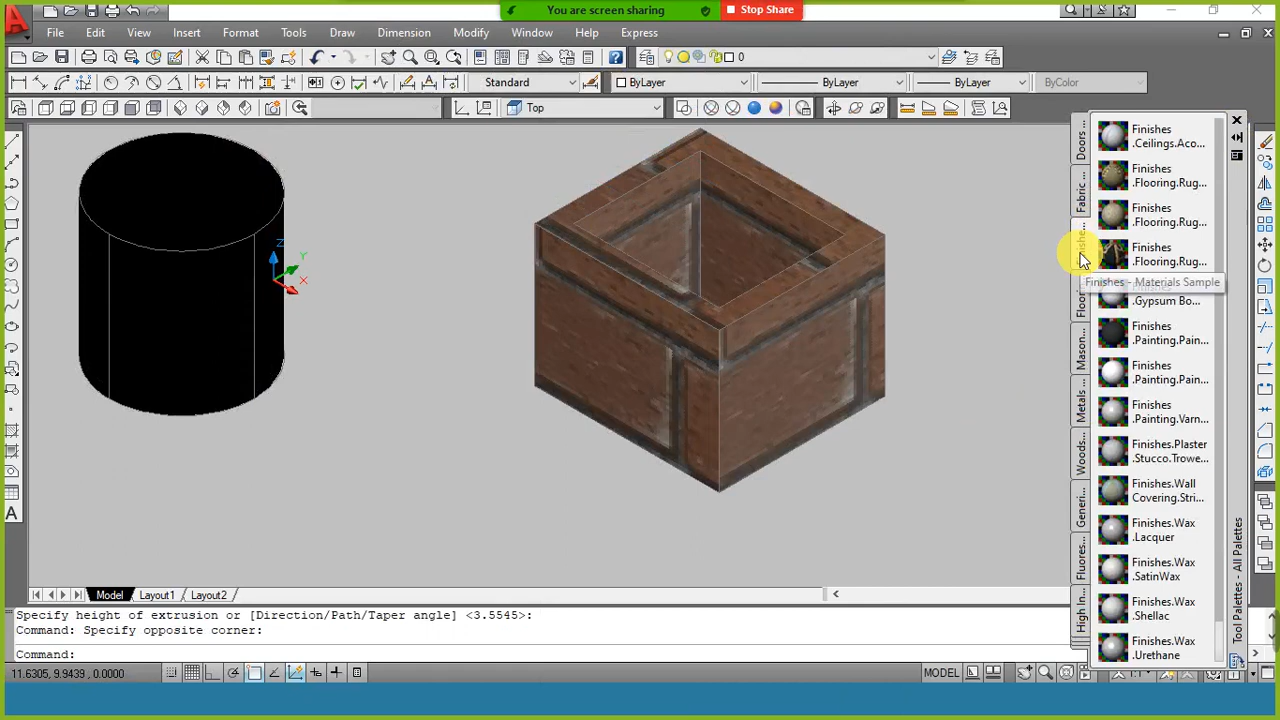 You are screen sharing
Stop Share
File Edit View Insert Format Tools Draw Dimension Modify Window Help Express
0
Standard ByLayer ByLayer ByLayer ByColor
Top
Doors ...
Fabric ...
Mason...
Metals ...
Woods...
Generi...
Fluores...
High In...
Finishes
.Ceilings.Aco...
Finishes
.Flooring.Rug...
Finishes
.Flooring.Rug...
Finishes
.Flooring.Rug...
Finishes - Materials Sample
.Gypsum Bo...
Finishes
.Painting.Pain...
Finishes
.Painting.Pain...
Finishes
.Painting.Varn...
Finishes.Plaster
.Stucco.Trowe...
Finishes.Wall
Covering.Stri...
Finishes.Wax
.Lacquer
Finishes.Wax
.SatinWax
Finishes.Wax
.Shellac
Finishes.Wax
.Urethane
Tool Palettes - All Palettes
Z
Y
X
Model Layout1 Layout2
Specify height of extrusion or [Direction/Path/Taper angle] <3.5545>:
Command: Specify opposite corner:
Command:
11.6305, 9.9439, 0.0000
MODEL
1:1